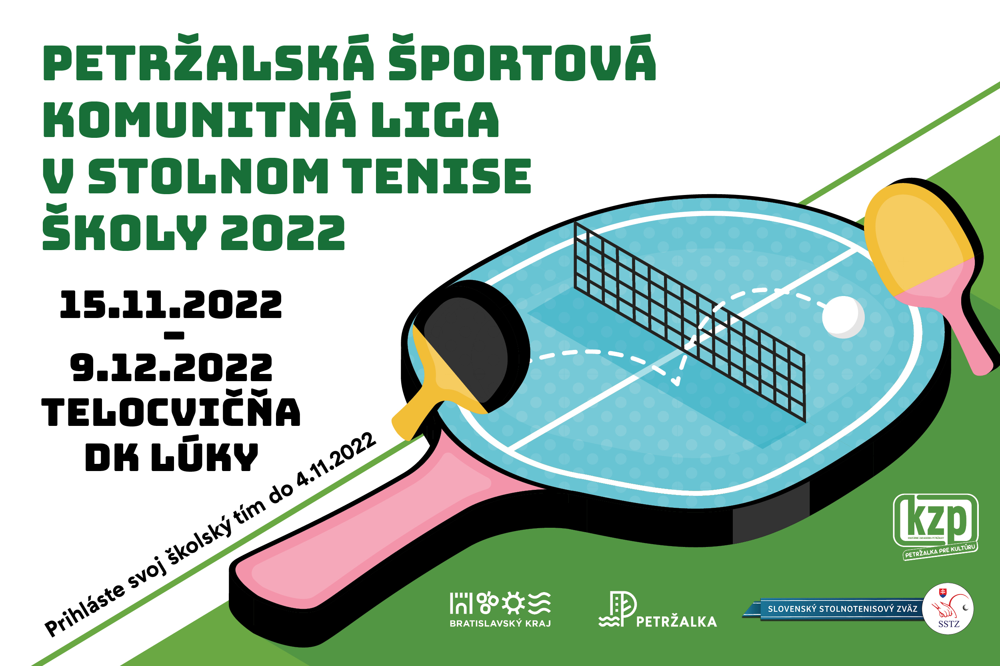 PETRŽALSKÁ ŠPORTOVÁ
KOMUNITNÁ LIGA
V STOLNOM TENISE
ŠKOLY 2022
15.11.2022
–
9.12.2022
TELOCVIČŇA
DK LÚKY
Prihláste svoj školský tím do 4.11.2022
kzp
KULTÚRNE ZARIADENIA PETRŽALKY
PETRŽALKA PRE KULTÚRU
BRATISLAVSKÝ KRAJ
PETRŽALKA
SLOVENSKÝ STOLNOTENISOVÝ ZVÄZ
SSTZ